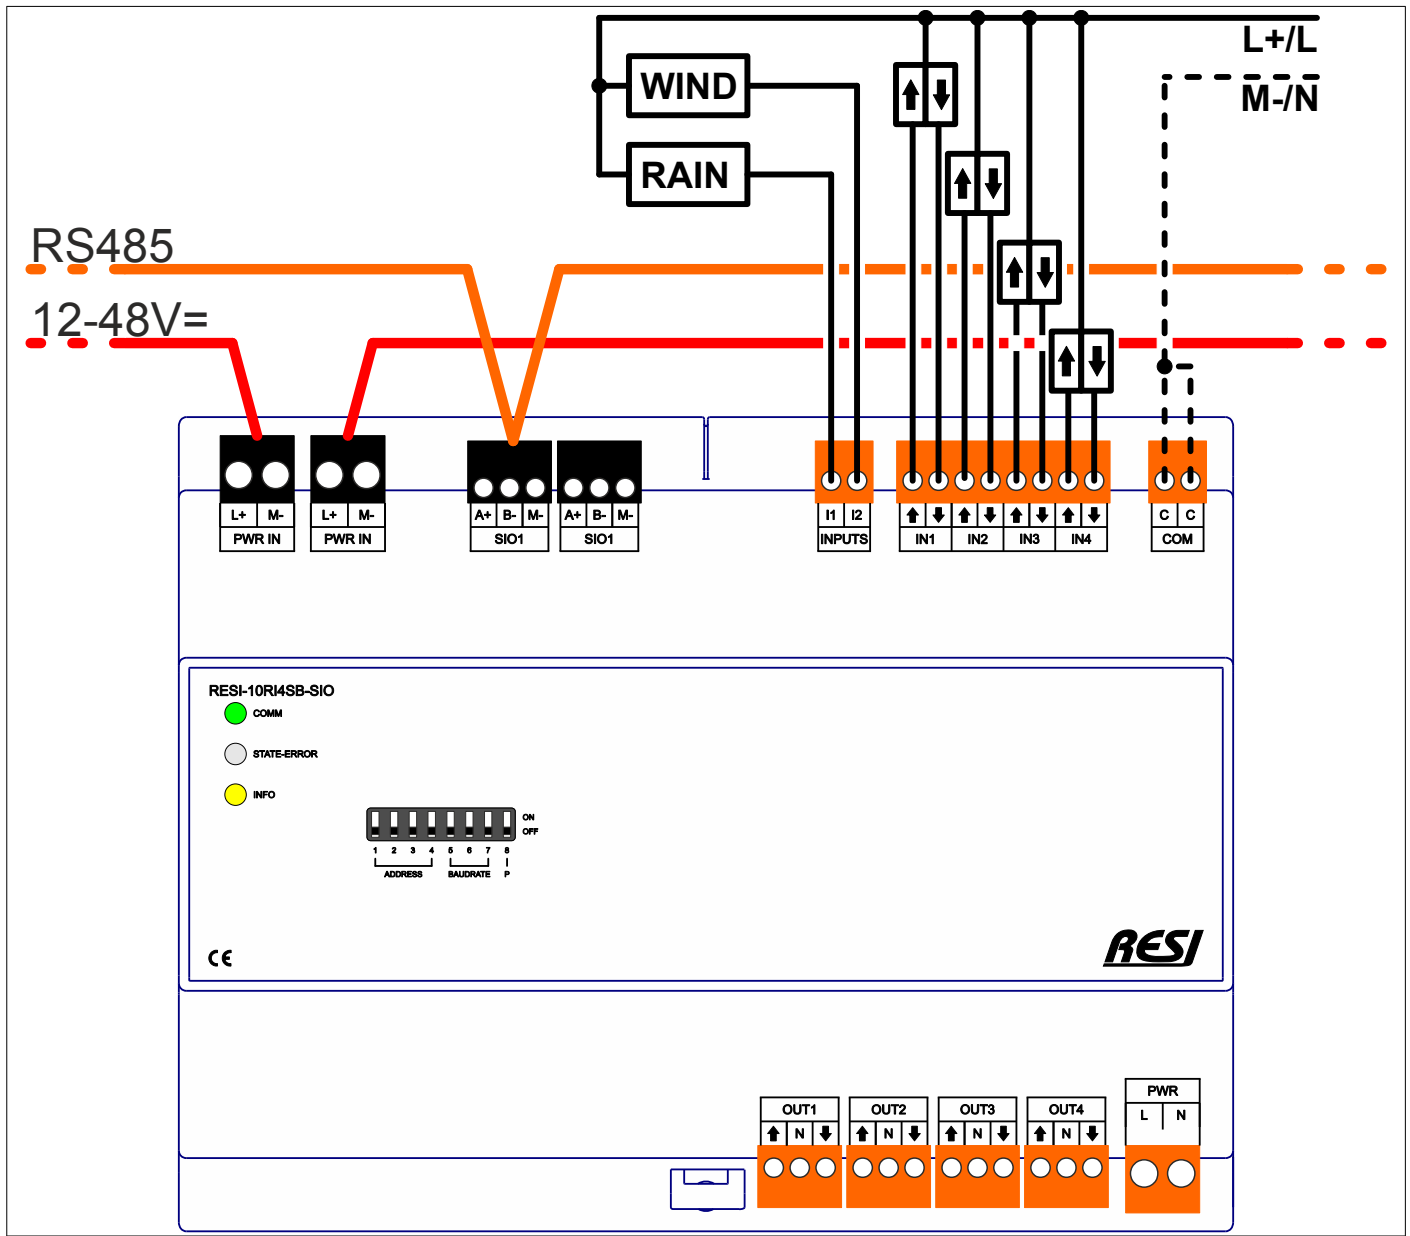 L+/L
M-/N
WIND
RAIN
RS485
12-48V=
L+ M- L+ M- A+ B- M- A+ B- M- I1 I2 C C
PWR IN PWR IN SIO1 SIO1 INPUTS IN1 IN2 IN3 IN4 COM
RESI-10RI4SB-SIO
COMM
STATE-ERROR
INFO
ON
OFF
1 2 3 4 5 6 7 8
ADDRESS BAUDRATE P
CE
RESI
PWR
L N
OUT1 OUT2 OUT3 OUT4
N N N N